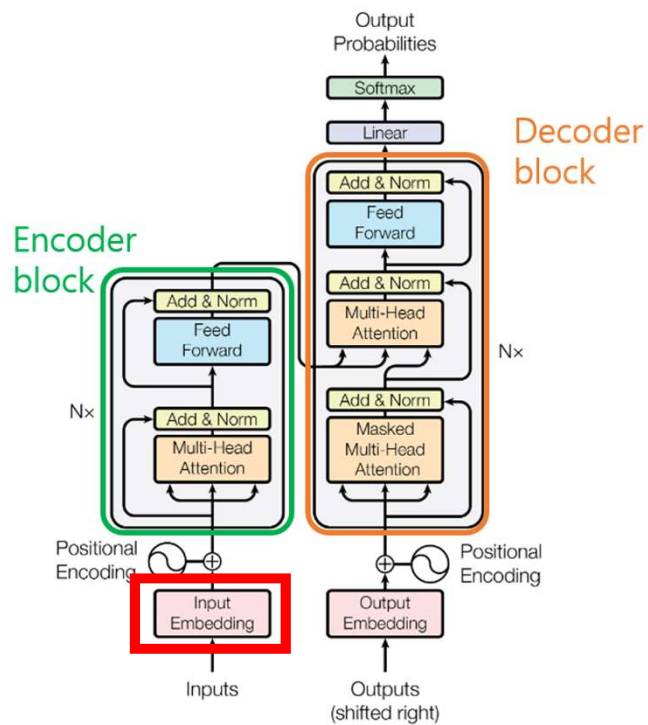 Output
Probabilities
Softmax
Linear
Decoder
block
Add & Norm
Feed
Forward
Add & Norm
Multi-Head
Attention
Nx
Add & Norm
Masked
Multi-Head
Attention
Positional
Encoding
Output
Embedding
Outputs
(shifted right)
Encoder
block
Add & Norm
Feed
Forward
Nx
Add & Norm
Multi-Head
Attention
Positional
Encoding
Input
Embedding
Inputs